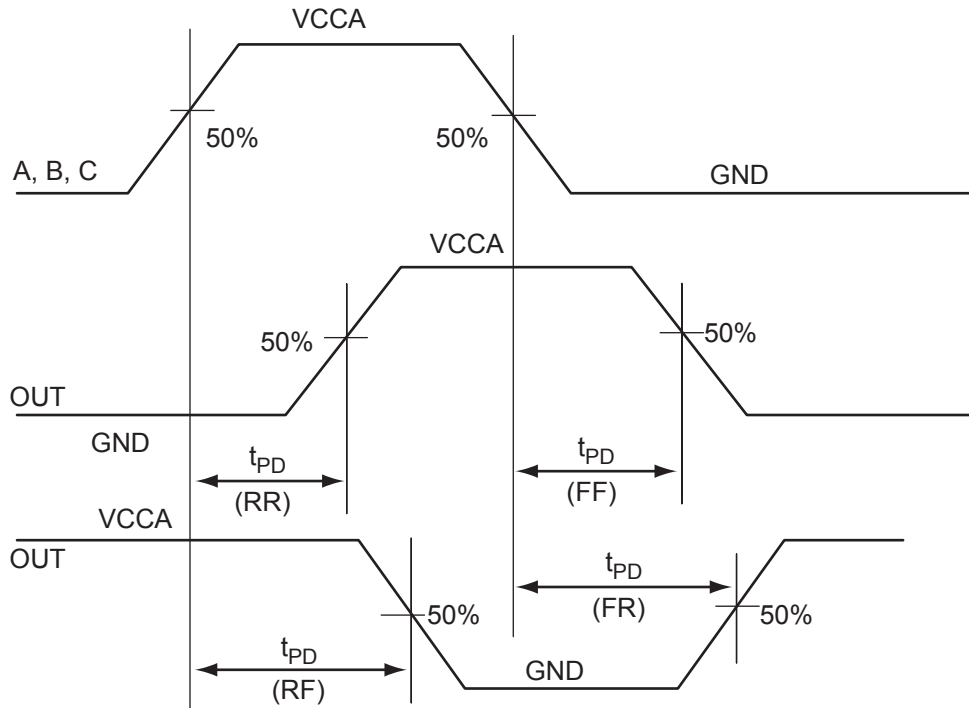 VCCA
50%
50%
A, B, C
GND
VCCA
50%
50%
OUT
GND
tPD
(RR)
tPD
(FF)
VCCA
OUT
tPD
(FR)
50%
50%
tPD
(RF)
GND